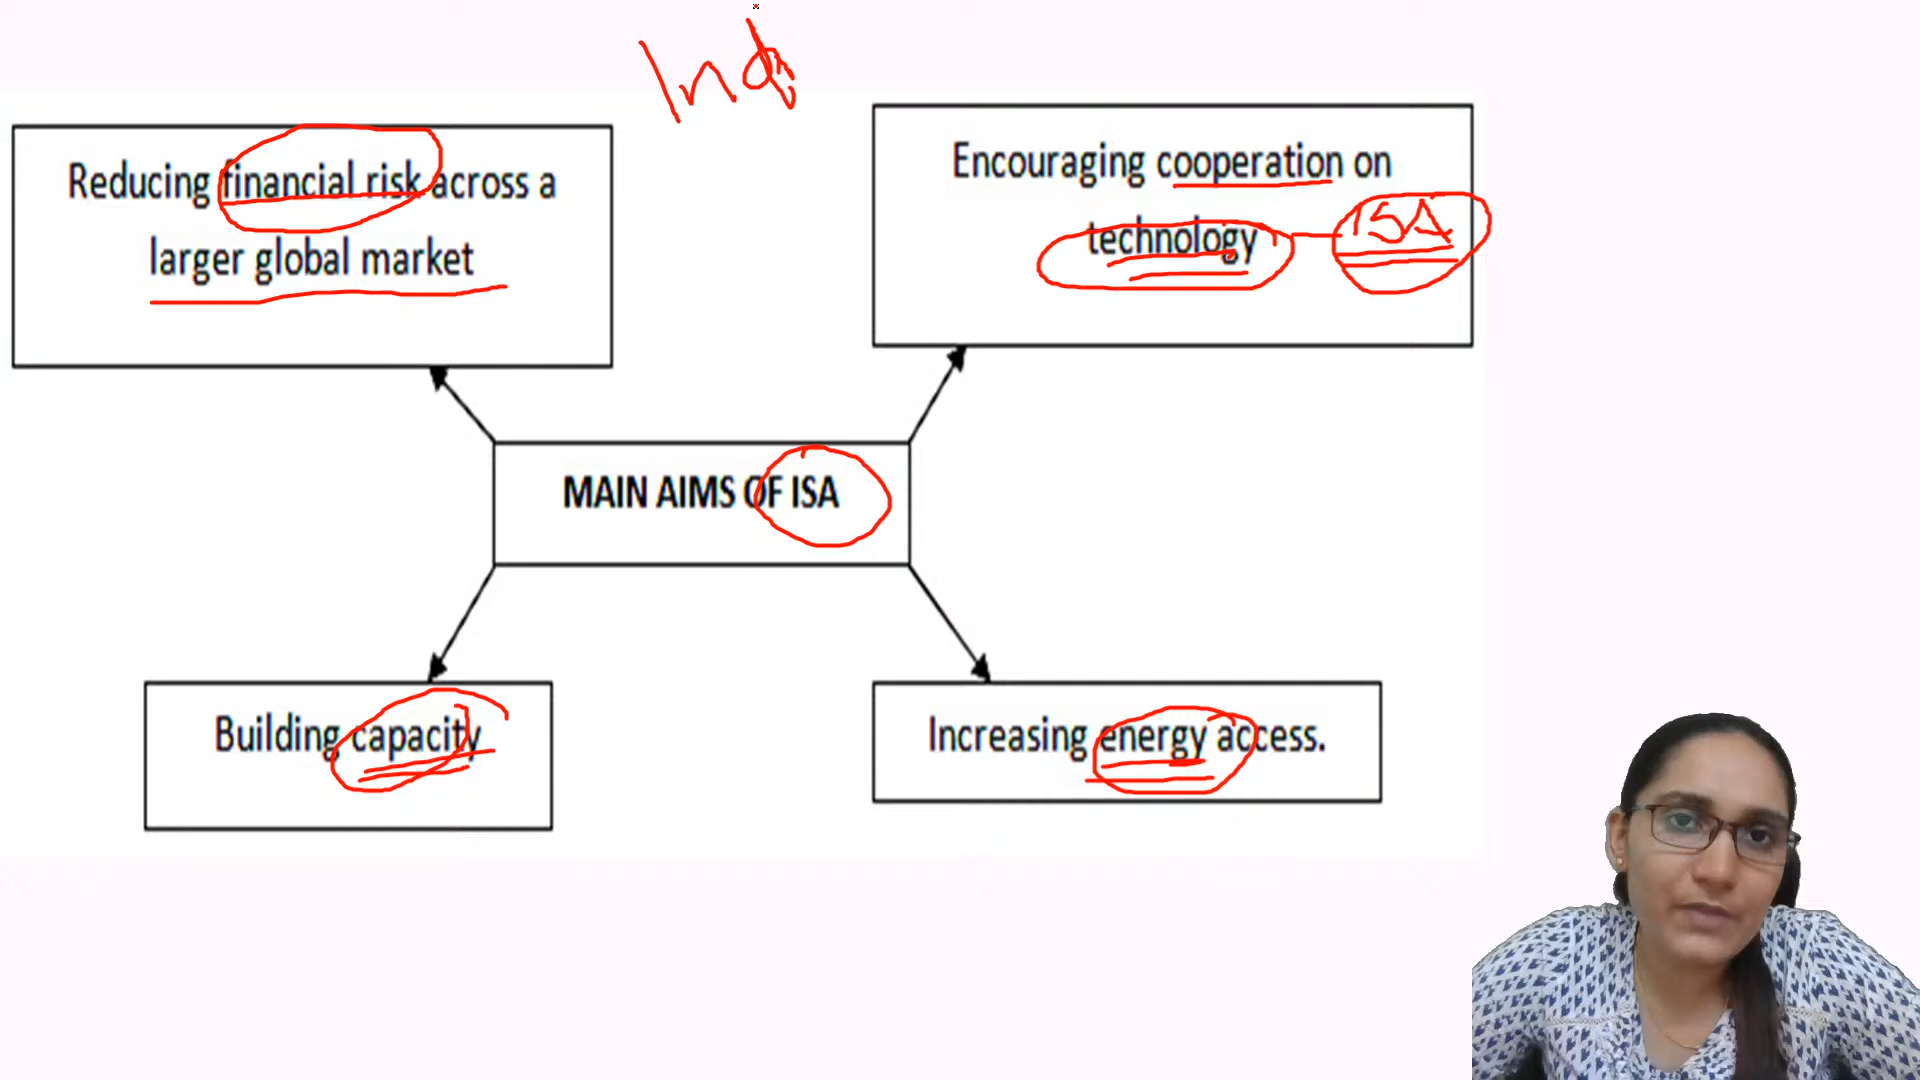 Reducing financial risk across a
larger global market
Encouraging cooperation on
technology
ISA
MAIN AIMS OF ISA
Building capacity
Increasing energy access.